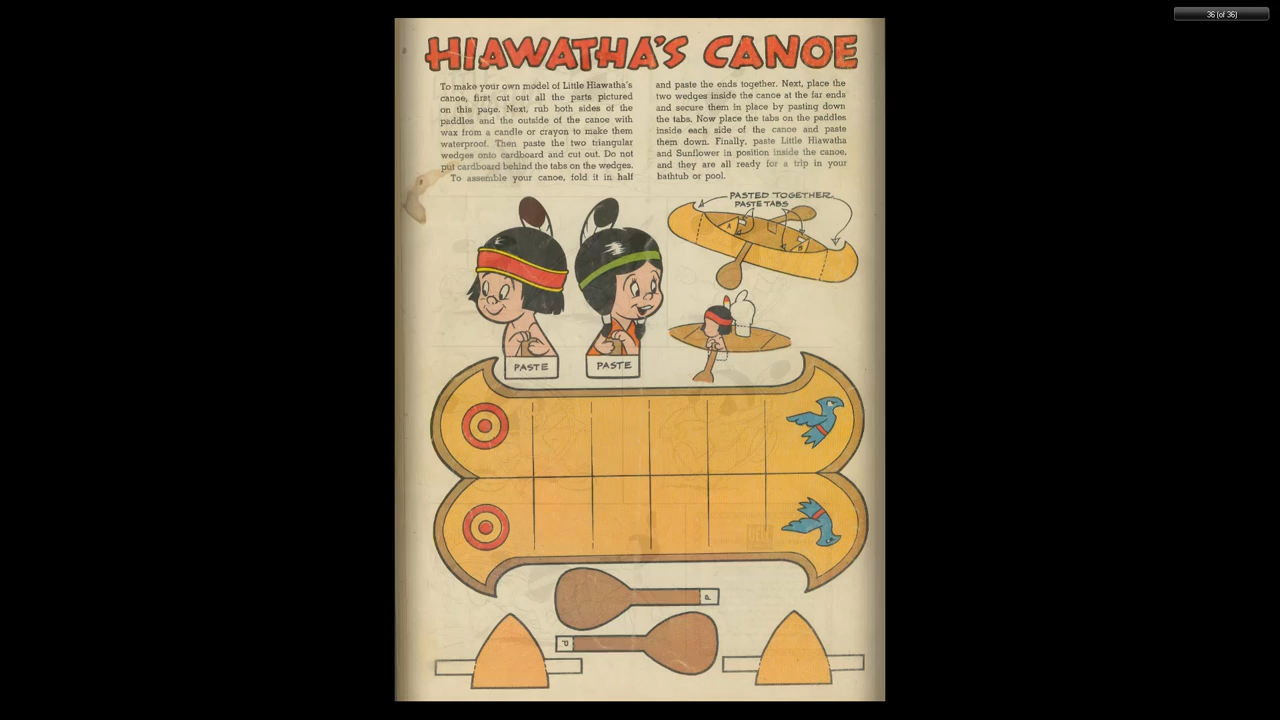 36 (of 36)
HIAWATHA'S CANOE
To make your own model of Little Hiawatha's
canoe, first cut out all the parts pictured
on this page. Next, rub both sides of the
paddles and the outside of the canoe with
wax from a candle or crayon to make them
waterproof. Then paste the two triangular
wedges onto cardboard and cut out. Do not
put cardboard behind the tabs on the wedges.
To assemble your canoe, fold it in half
and paste the ends together. Next, place the
two wedges inside the canoe at the far ends
and secure them in place by pasting down
the tabs. Now place the tabs on the paddles
inside each side of the canoe and paste
them down. Finally, paste Little Hiawatha
and Sunflower in position inside the canoe,
and they are all ready for a trip in your
bathtub or pool.
PASTED TOGETHER
PASTE TABS
A
B
PASTE
PASTE
P
P